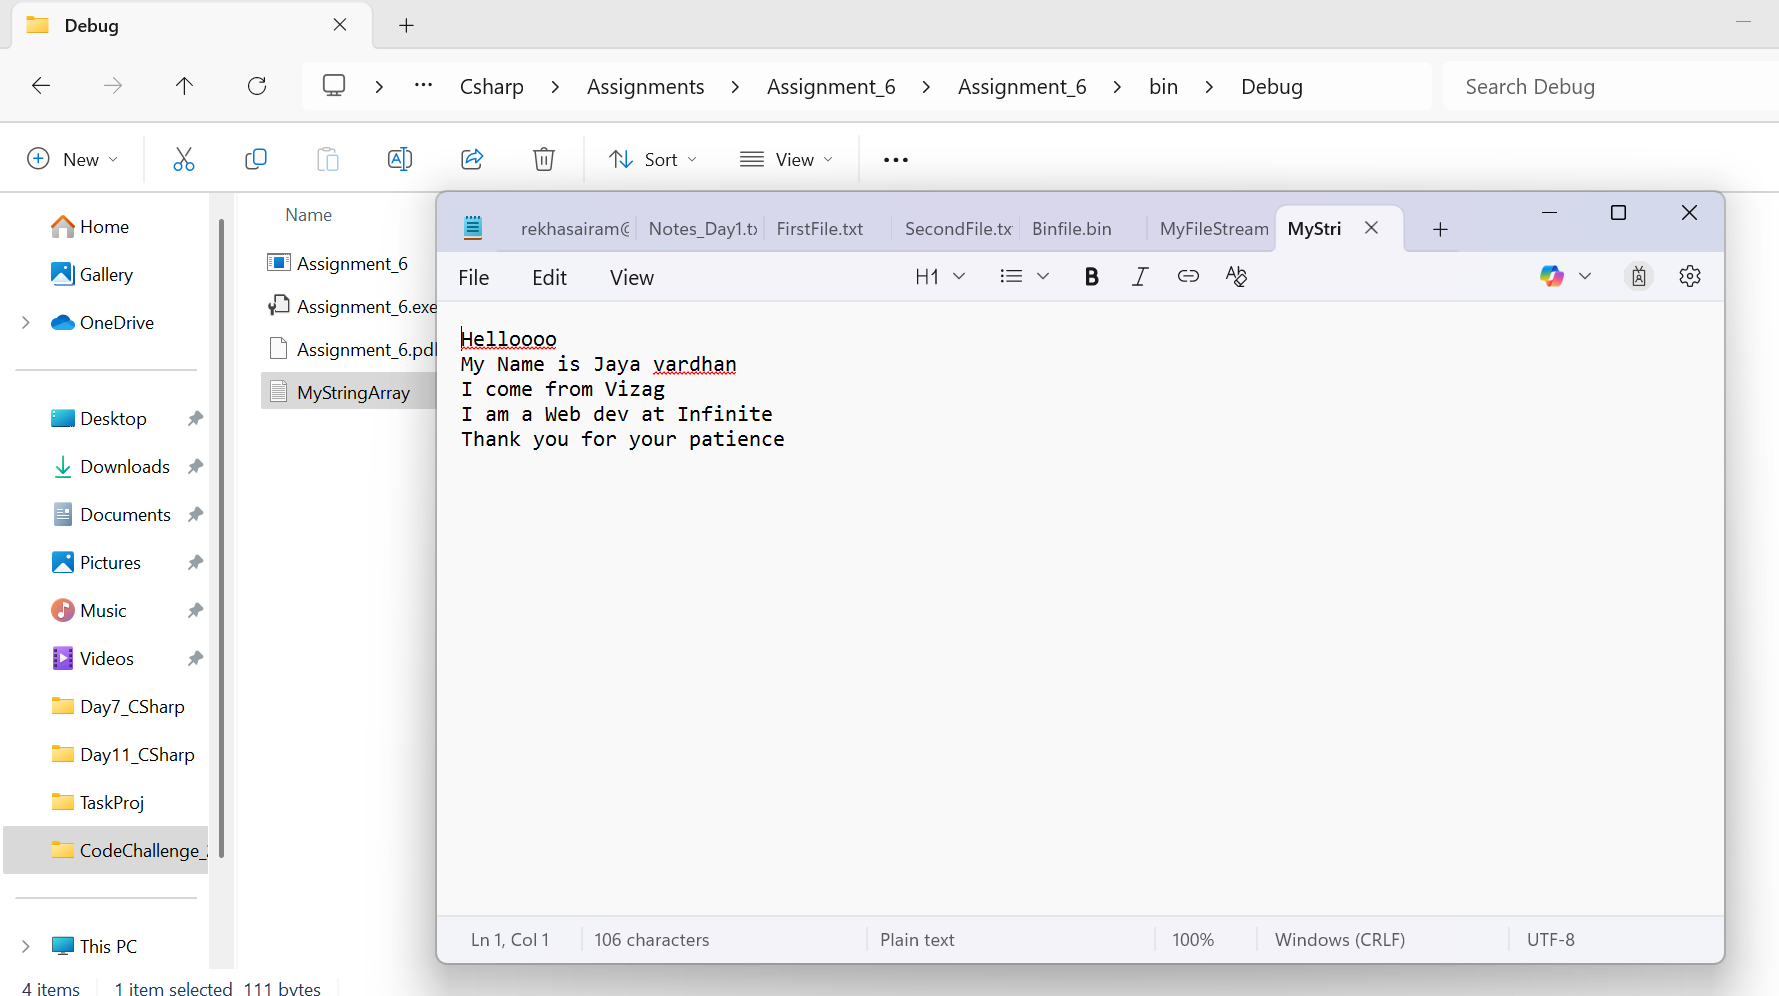 Debug
Csharp > Assignments > Assignment_6 > Assignment_6 > bin > Debug
Search Debug
New
Sort
View
Home
Gallery
OneDrive
Desktop
Downloads
Documents
Pictures
Music
Videos
Day7_CSharp
Day11_CSharp
TaskProj
CodeChallenge_
This PC
4 items
1 item selected 111 bytes
Name
Assignment_6
Assignment_6.exe
Assignment_6.pd
MyStringArray
rekhasairam@
Notes_Day1.t
FirstFile.txt
SecondFile.tx
Binfile.bin
MyFileStream
MyStri
File
Edit
View
H1
B
I
Helloooo
My Name is Jaya vardhan
I come from Vizag
I am a Web dev at Infinite
Thank you for your patience
Ln 1, Col 1
106 characters
Plain text
100%
Windows (CRLF)
UTF-8